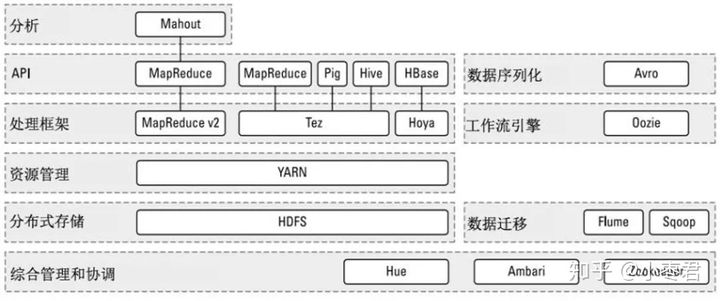 分析 Mahout
API MapReduce MapReduce Pig Hive HBase 数据序列化 Avro
处理框架 MapReduce v2 Tez Hoya 工作流引擎 Oozie
资源管理 YARN
分布式存储 HDFS 数据迁移 Flume Sqoop
综合管理和协调 Hue Ambari Zookeeper
知乎 @小枣君